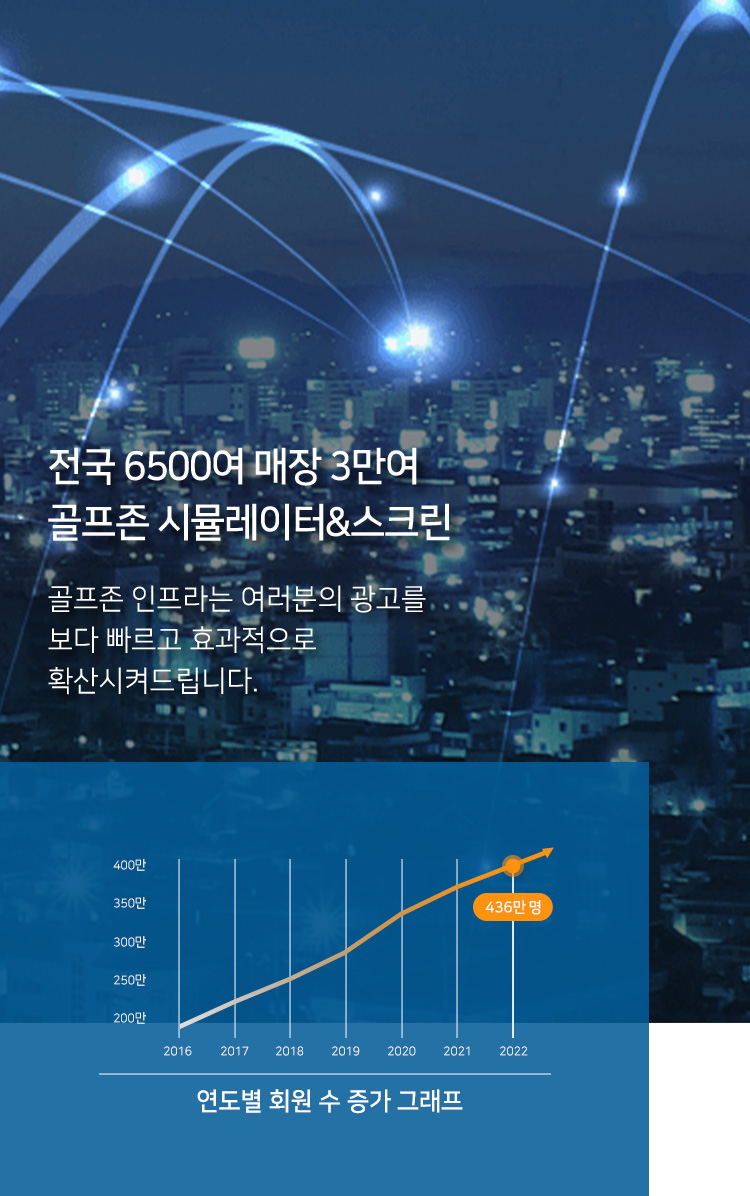 전국 6500여 매장 3만여
골프존 시뮬레이터&스크린
골프존 인프라는 여러분의 광고를
보다 빠르고 효과적으로
확산시켜드립니다.
400만
350만
300만
250만
200만
436만 명
2016 2017 2018 2019 2020 2021 2022
연도별 회원 수 증가 그래프